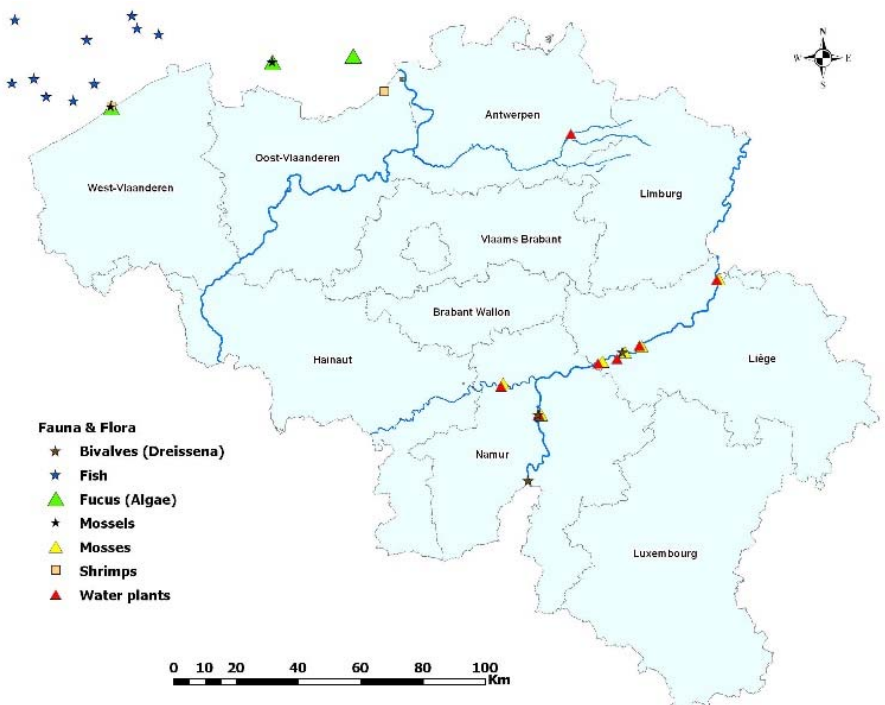 N
W E
S
Antwerpen
Oost-Vlaanderen
West-Vlaanderen
Limburg
Vlaams Brabant
Brabant Wallon
Hainaut
Liège
Namur
Luxembourg
Fauna & Flora
Bivalves (Dreissena)
Fish
Fucus (Algae)
Mossels
Mosses
Shrimps
Water plants
0 10 20 40 60 80 100
Km